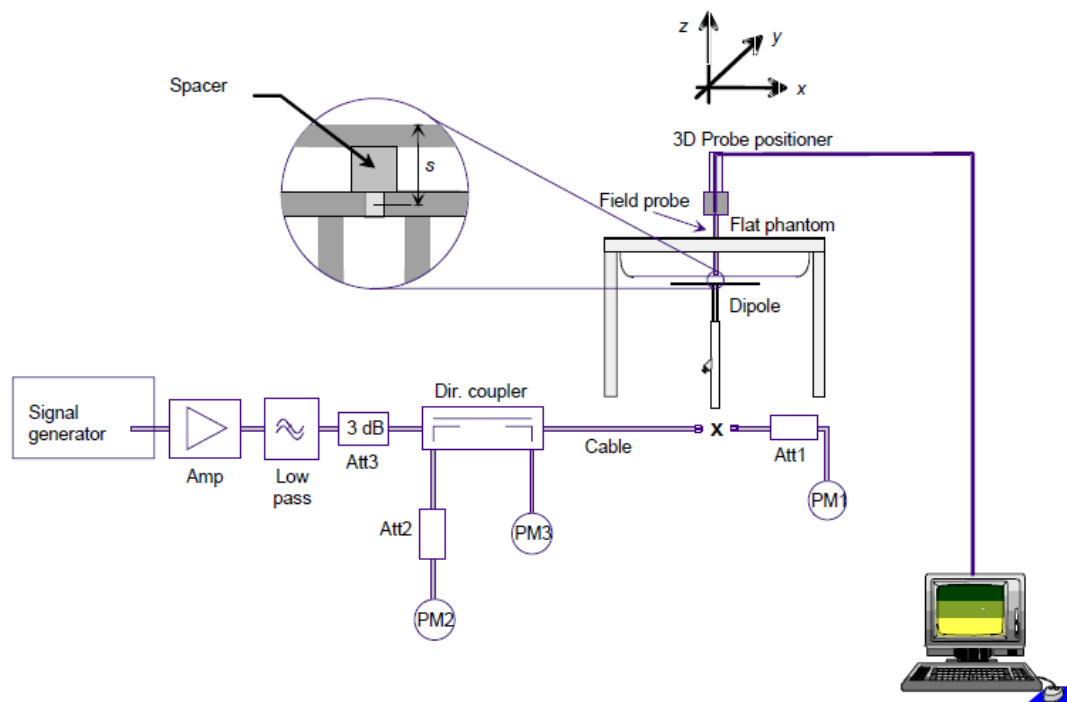 z
y
x
Spacer
s
3D Probe positioner
Field probe
Flat phantom
Dipole
Signal
generator
Amp
Low
pass
3 dB
Att3
Dir. coupler
Cable
x
Att1
PM1
Att2
PM3
PM2